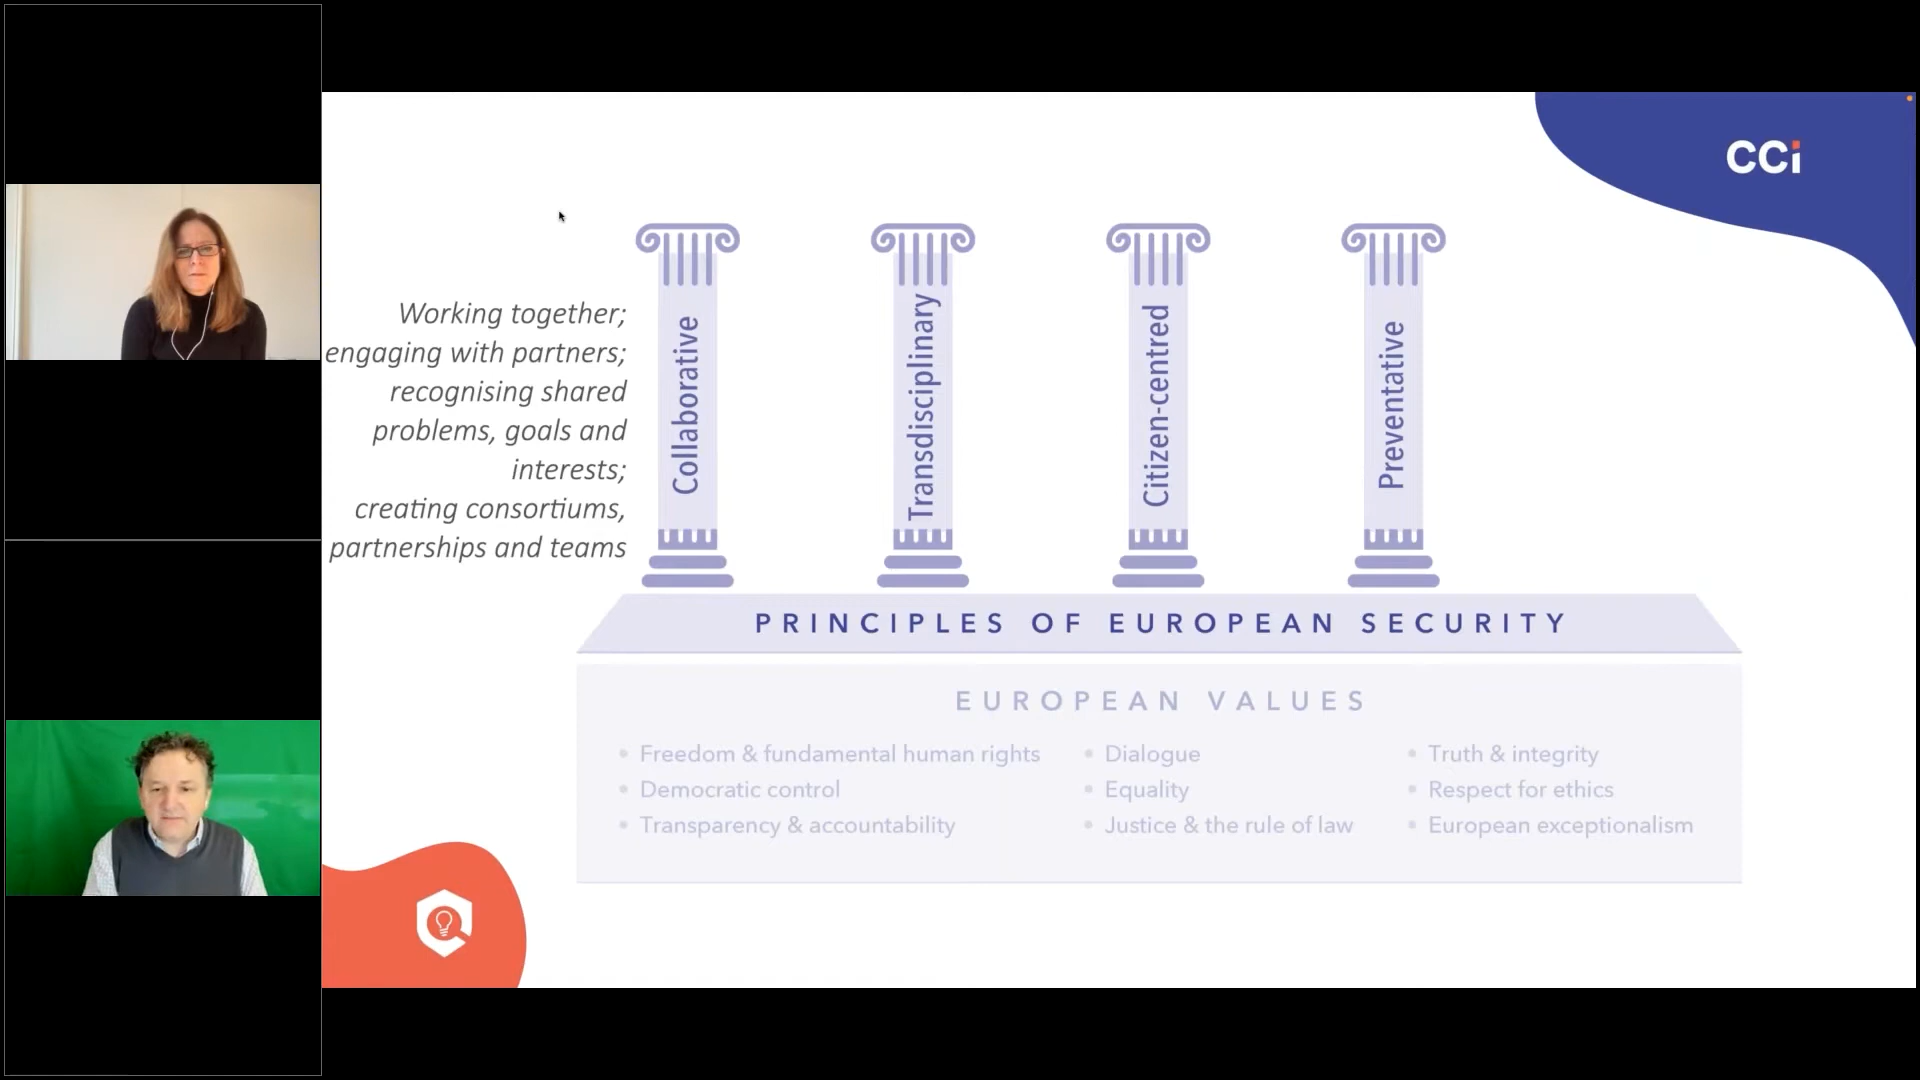 CCi
Working together;
engaging with partners;
recognising shared
problems, goals and
interests;
creating consortiums,
partnerships and teams
Collaborative
Transdisciplinary
Citizen-centred
Preventative
PRINCIPLES OF EUROPEAN SECURITY
EUROPEAN VALUES
• Freedom & fundamental human rights
• Democratic control
• Transparency & accountability
• Dialogue
• Equality
• Justice & the rule of law
• Truth & integrity
• Respect for ethics
• European exceptionalism